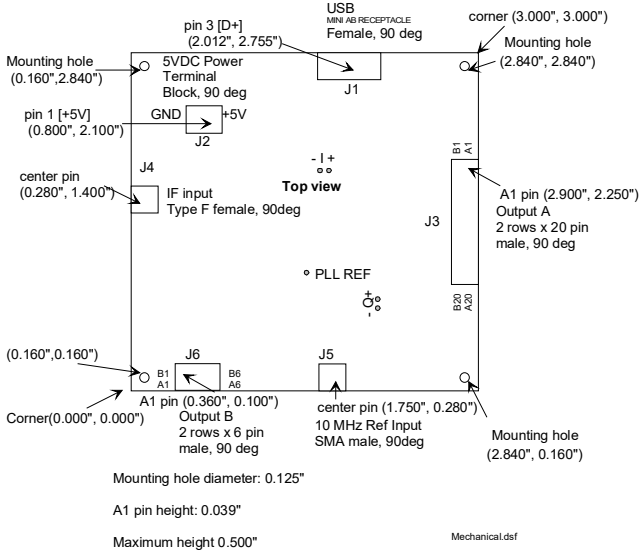 USB
MINI AB RECEPTACLE
Female, 90 deg
pin 3 [D+]
(2.012", 2.755")
corner (3.000", 3.000")
Mounting hole
(0.160",2.840")
5VDC Power
Terminal
Block, 90 deg
J1
Mounting hole
(2.840", 2.840")
pin 1 [+5V]
(0.800", 2.100")
GND
+5V
J2
B1
A1
J4
- I +
Top view
center pin
(0.280", 1.400")
IF input
Type F female, 90deg
A1 pin (2.900", 2.250")
Output A
2 rows x 20 pin
male, 90 deg
J3
PLL REF
+
Q
-
B20
A20
(0.160",0.160")
J6
J5
B1
A1
B6
A6
Corner(0.000", 0.000")
A1 pin (0.360", 0.100")
Output B
2 rows x 6 pin
male, 90 deg
center pin (1.750", 0.280")
10 MHz Ref Input
SMA male, 90deg
Mounting hole
(2.840", 0.160")
Mounting hole diameter: 0.125"
A1 pin height: 0.039"
Maximum height 0.500"
Mechanical.dsf